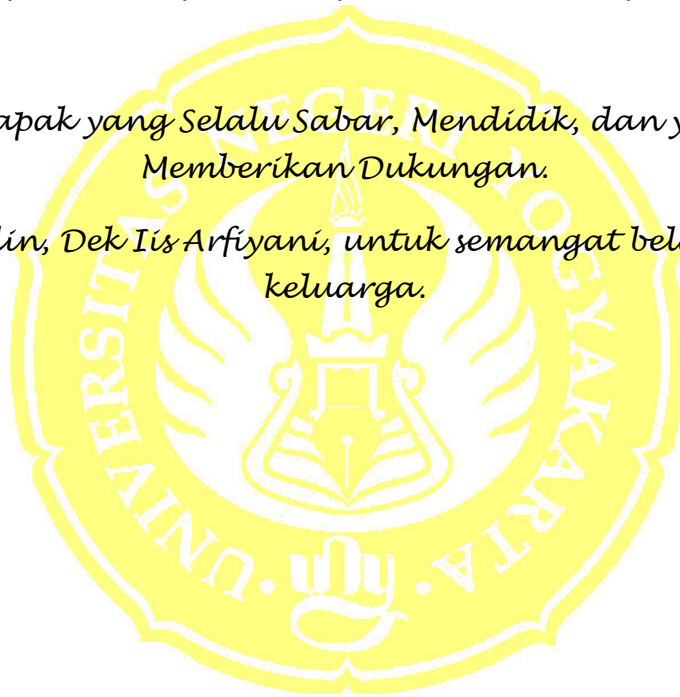 apak yang Selalu Sabar, Mendidik, dan y
Memberikan Dukungan.
lin, Dek Iis Arfiyani, untuk semangat bel
keluarga.
UNIVERSITAS NEGERI YOGYAKARTA
uny